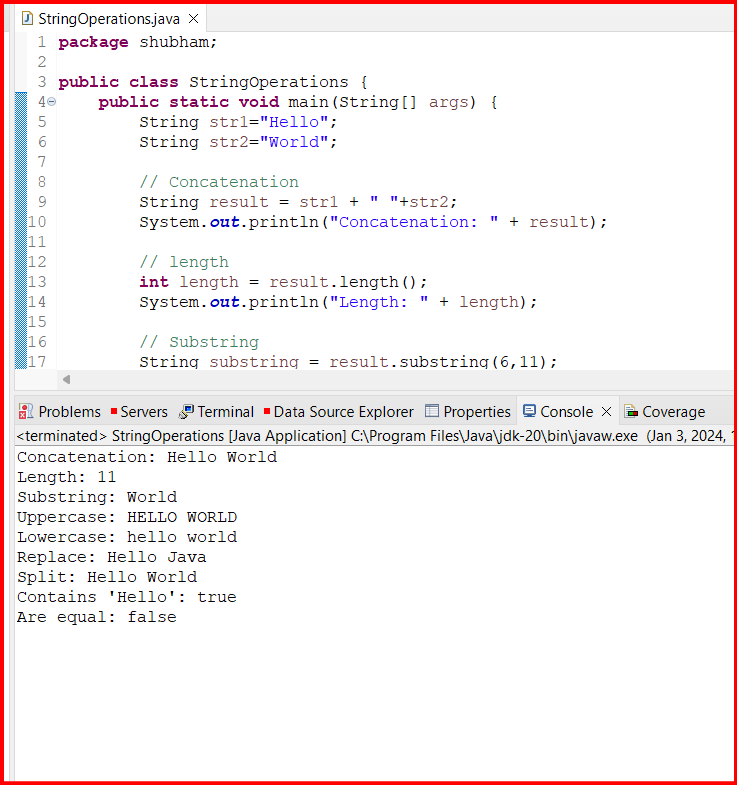 StringOperations.java
1 package shubham;
2
3 public class StringOperations {
4 public static void main(String[] args) {
5 String str1="Hello";
6 String str2="World";
7
8 // Concatenation
9 String result = str1 + " "+str2;
10 System.out.println("Concatenation: " + result);
11
12 // length
13 int length = result.length();
14 System.out.println("Length: " + length);
15
16 // Substring
17 String substring = result.substring(6,11);
Problems Servers Terminal Data Source Explorer Properties Console Coverage
<terminated> StringOperations [Java Application] C:\Program Files\Java\jdk-20\bin\javaw.exe (Jan 3, 2024,
Concatenation: Hello World
Length: 11
Substring: World
Uppercase: HELLO WORLD
Lowercase: hello world
Replace: Hello Java
Split: Hello World
Contains 'Hello': true
Are equal: false